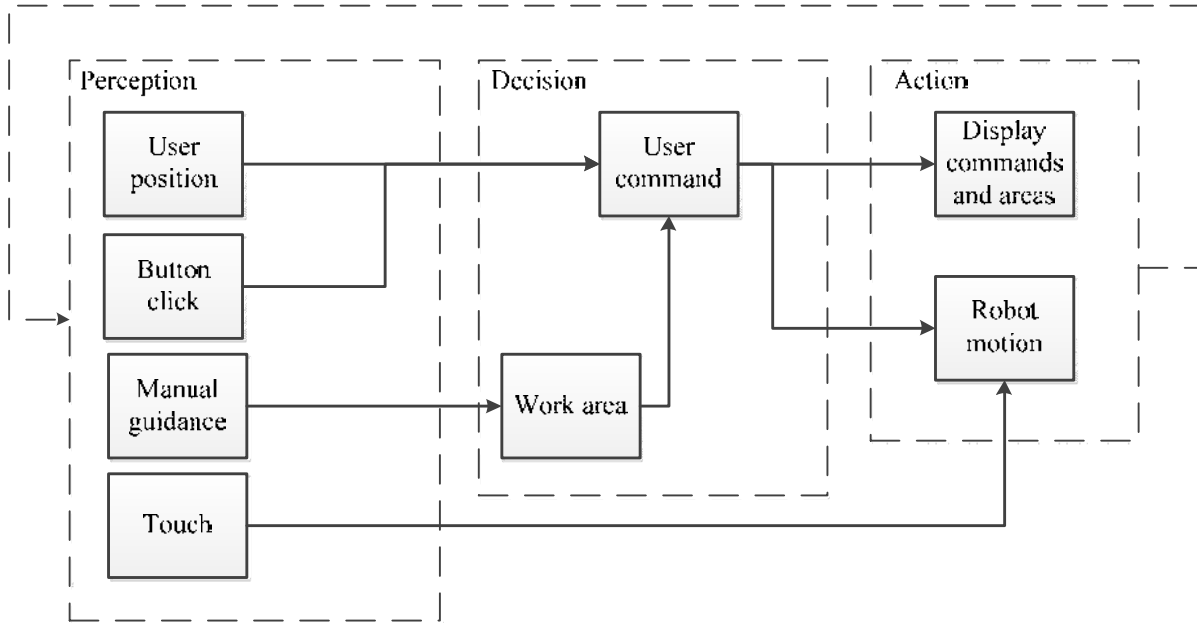 Perception
User
position
Button
click
Manual
guidance
Touch
Decision
User
command
Work area
Action
Display
commands
and areas
Robot
motion